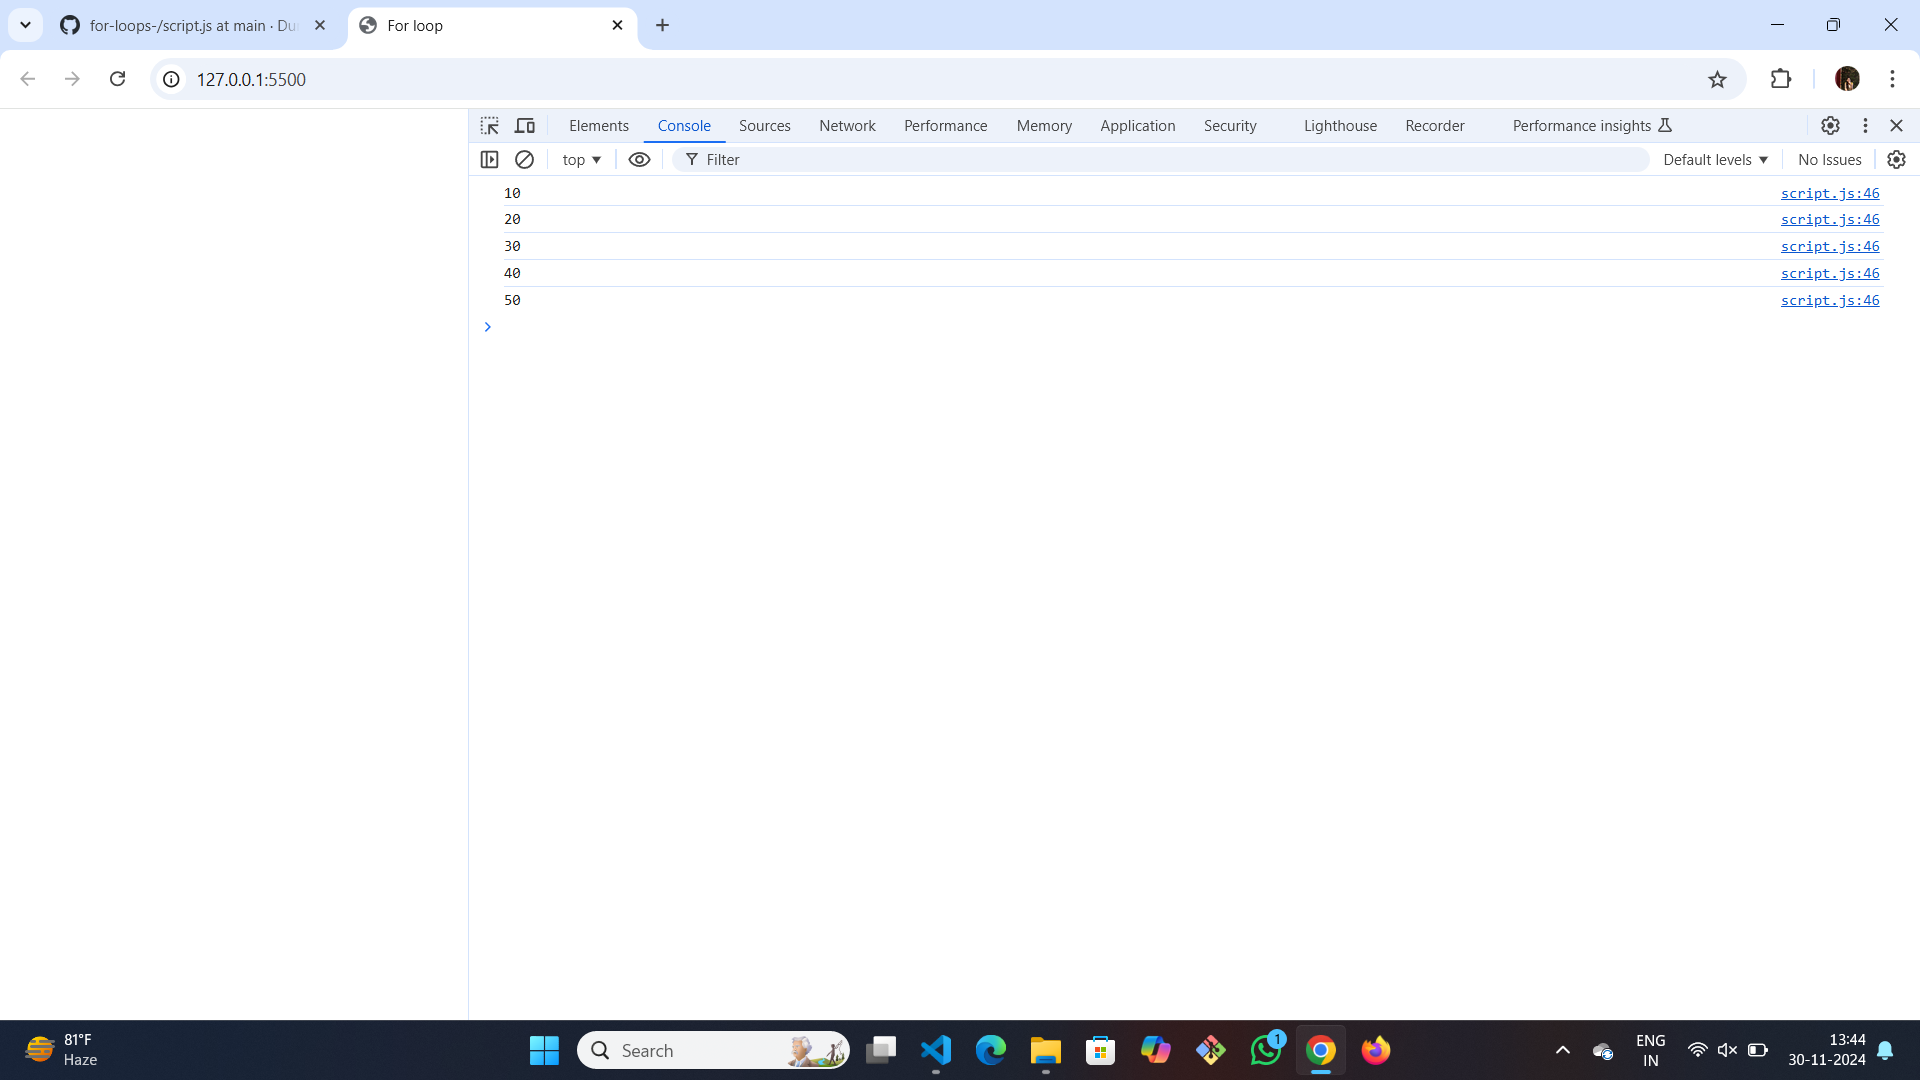 for-loops-/script.js at main · Du
For loop
127.0.0.1:5500
Elements Console Sources Network Performance Memory Application Security Lighthouse Recorder Performance insights
top Filter Default levels No Issues
10 script.js:46
20 script.js:46
30 script.js:46
40 script.js:46
50 script.js:46
81°F
Haze
Search
1
ENG
IN
13:44
30-11-2024